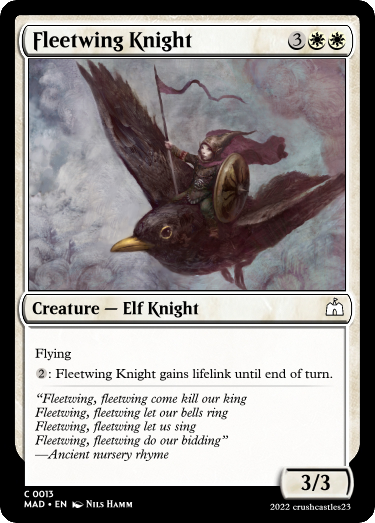 Fleetwing Knight 3
Creature — Elf Knight
Flying
2: Fleetwing Knight gains lifelink until end of turn.
“Fleetwing, fleetwing come kill our king
Fleetwing, fleetwing let our bells ring
Fleetwing, fleetwing let us sing
Fleetwing, fleetwing do our bidding”
—Ancient nursery rhyme
3/3
C 0013
MAD • EN Nils Hamm
2022 crushcastles23